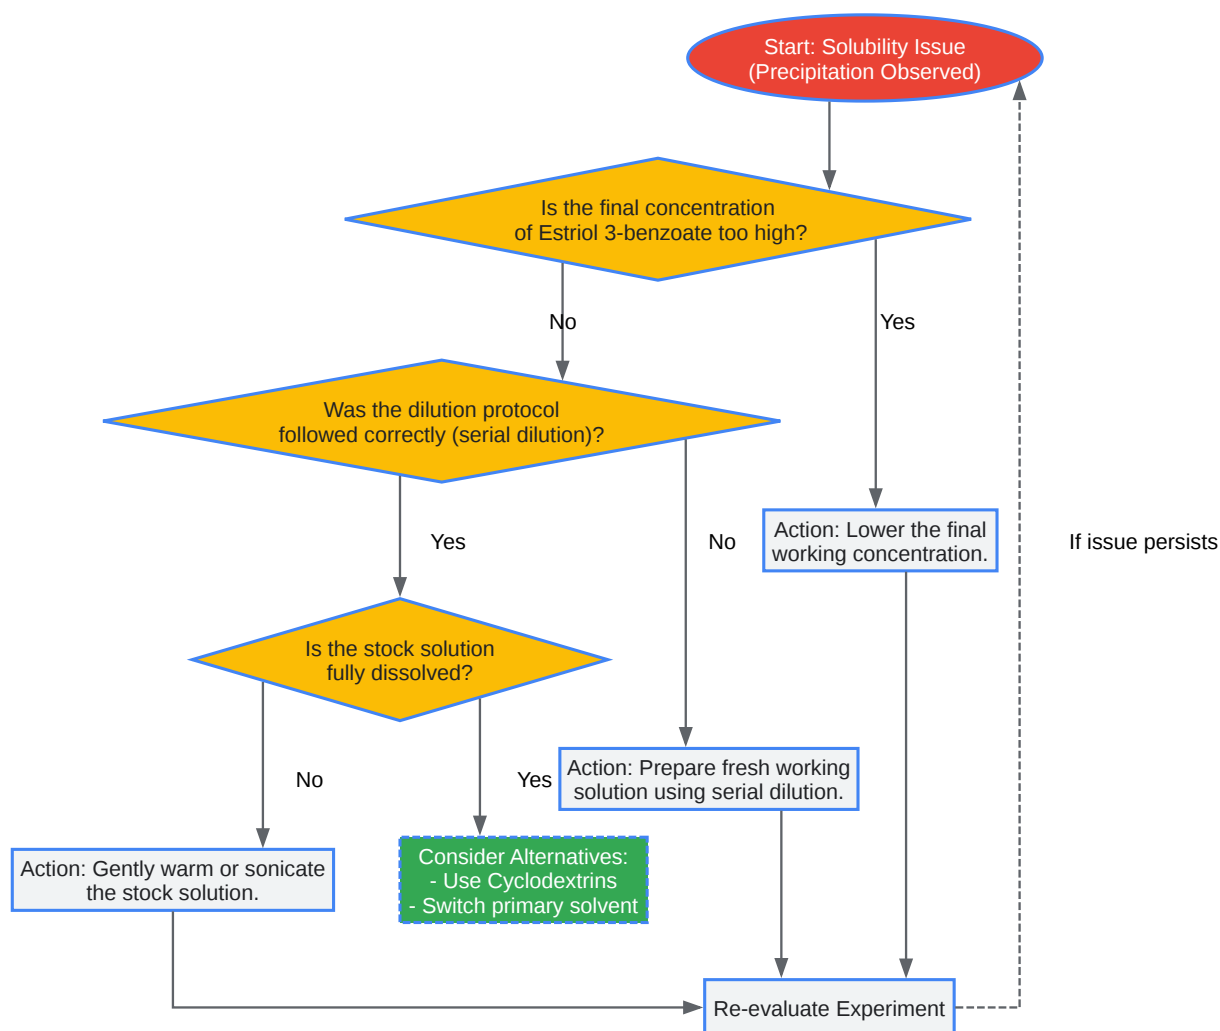 Start: Solubility Issue
(Precipitation Observed)
Is the final concentration
of Estriol 3-benzoate too high?
No
Yes
Was the dilution protocol
followed correctly (serial dilution)?
Action: Lower the final
working concentration.
Yes
No
If issue persists
Is the stock solution
fully dissolved?
No
Yes
Action: Prepare fresh working
solution using serial dilution.
Action: Gently warm or sonicate
the stock solution.
Consider Alternatives:
- Use Cyclodextrins
- Switch primary solvent
Re-evaluate Experiment